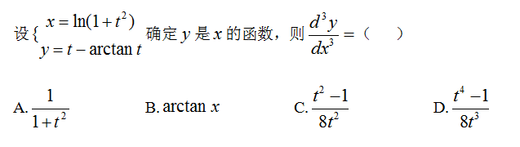 设{ x = ln(1+t²) y = t − arctan t 确定 y 是 x 的函数，则 d³y/dx³ = （ ）
A. 1/(1+t²) B. arctan x C. (t²−1)/(8t²) D. (t⁴−1)/(8t³)